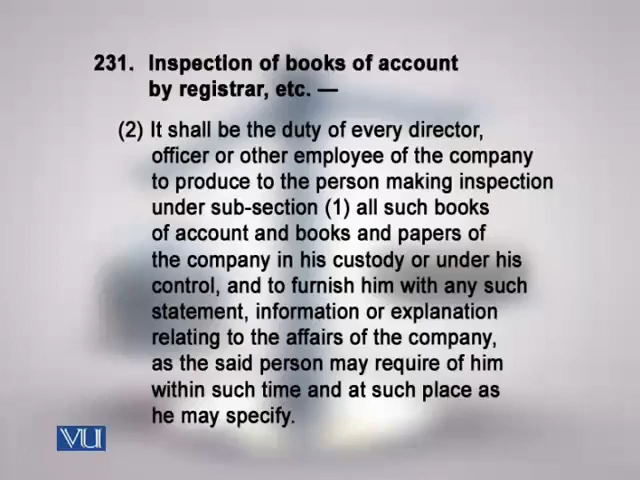 231. Inspection of books of account
by registrar, etc. —
(2) It shall be the duty of every director,
officer or other employee of the company
to produce to the person making inspection
under sub-section (1) all such books
of account and books and papers of
the company in his custody or under his
control, and to furnish him with any such
statement, information or explanation
relating to the affairs of the company,
as the said person may require of him
within such time and at such place as
he may specify.
VU